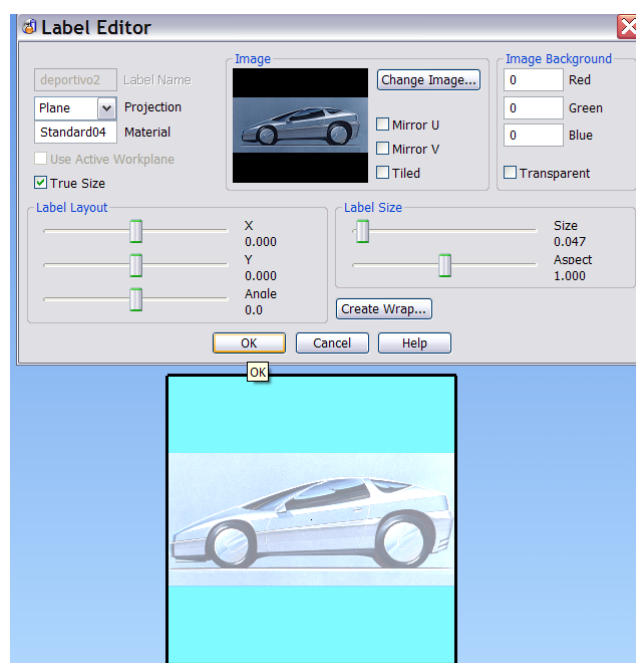 Label Editor
deportivo2 Label Name
Plane Projection
Standard04 Material
Use Active Workplane
True Size
Image
Change Image...
Mirror U
Mirror V
Tiled
Image Background
0 Red
0 Green
0 Blue
Transparent
Label Layout
X
0.000
Y
0.000
Angle
0.0
Label Size
Size
0.047
Aspect
1.000
Create Wrap...
OK Cancel Help
OK